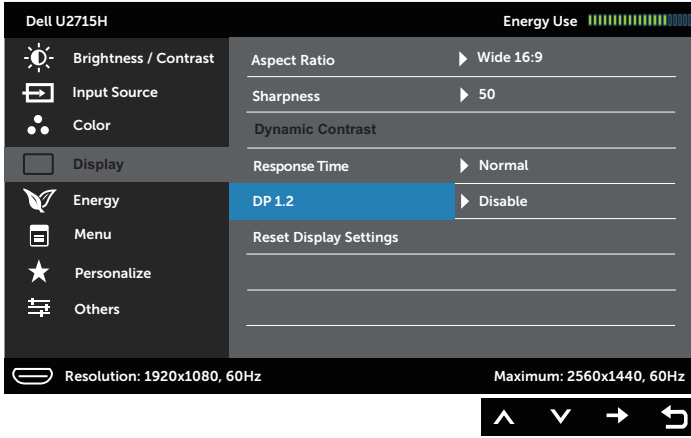 Dell U2715H Energy Use
Brightness / Contrast
Input Source
Color
Display
Energy
Menu
Personalize
Others
Aspect Ratio Wide 16:9
Sharpness 50
Dynamic Contrast
Response Time Normal
DP 1.2 Disable
Reset Display Settings
Resolution: 1920x1080, 60Hz Maximum: 2560x1440, 60Hz